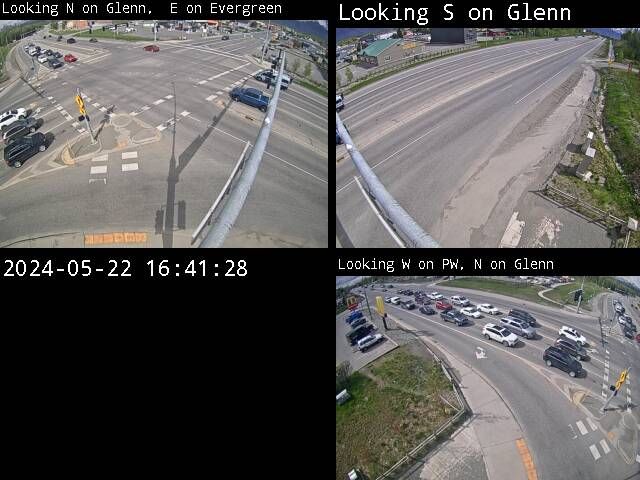 Looking N on Glenn, E on Evergreen
Looking S on Glenn
2024-05-22 16:41:28
Looking W on PW, N on Glenn